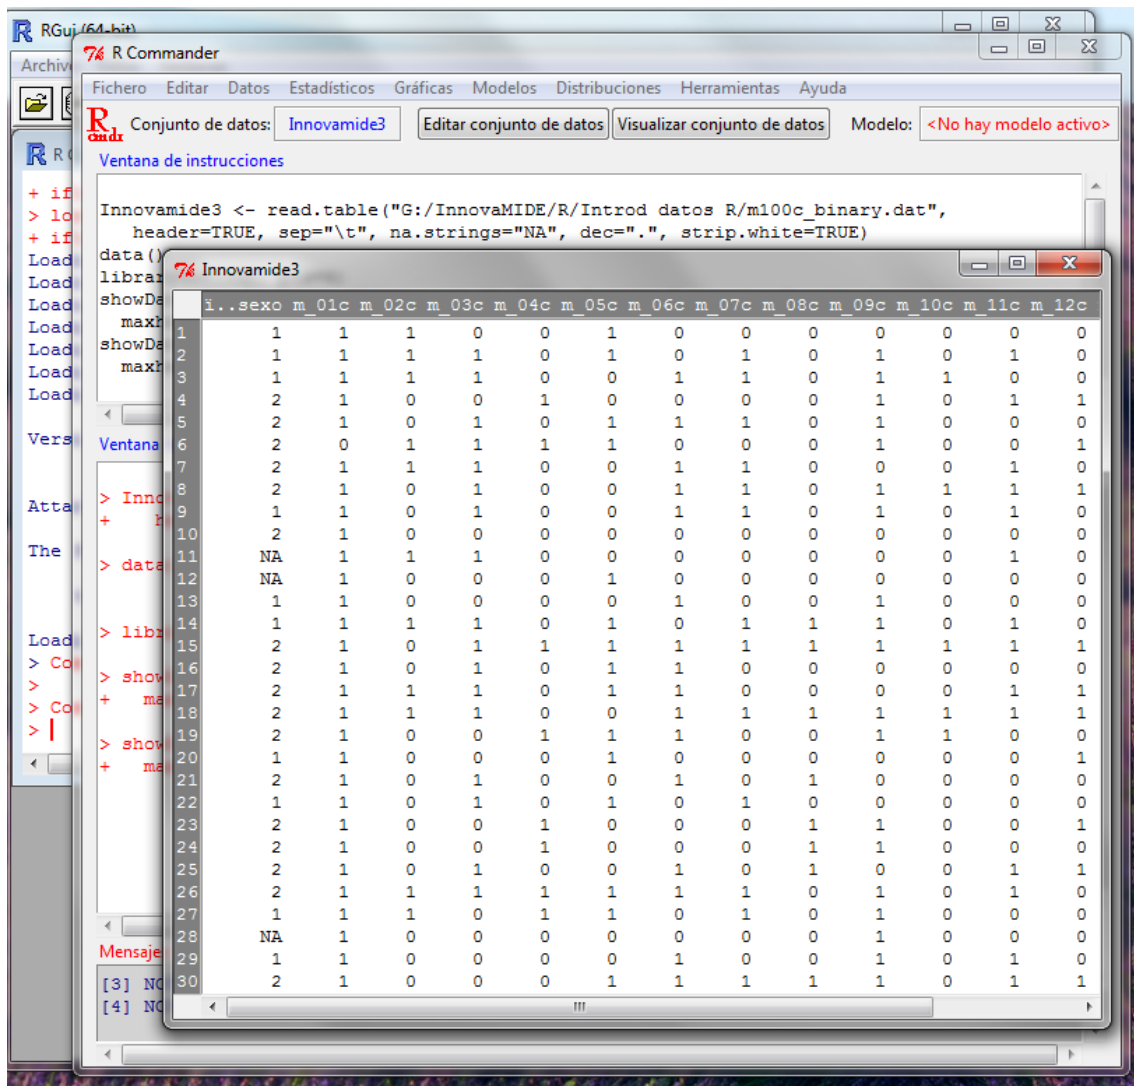 RGui (64-bit)
R Commander
Archivo
Fichero Editar Datos Estadísticos Gráficas Modelos Distribuciones Herramientas Ayuda
R
cmdr
Conjunto de datos: Innovamide3 Editar conjunto de datos Visualizar conjunto de datos Modelo: <No hay modelo activo>
Ventana de instrucciones
Innovamide3 <- read.table("G:/InnovaMIDE/R/Introd datos R/m100c_binary.dat",
header=TRUE, sep="\t", na.strings="NA", dec=".", strip.white=TRUE)
data()
librar
showDa
maxh
showDa
maxh
+ if
> lo
+ if
Load
Load
Load
Load
Load
Load
Load
Vers
Atta
The
Load
> Co
>
> Co
>
Ventana
> Inno
+ h
> data
> libr
> show
+ ma
> show
+ ma
Mensaje
[3] NO
[4] NO
Innovamide3
ï..sexo m_01c m_02c m_03c m_04c m_05c m_06c m_07c m_08c m_09c m_10c m_11c m_12c
1 1 1 1 0 0 1 0 0 0 0 0 0 0
2 1 1 1 1 0 1 0 1 0 1 0 1 0
3 1 1 1 1 0 0 1 1 0 1 1 0 0
4 2 1 0 0 1 0 0 0 0 1 0 1 1
5 2 1 0 1 0 1 1 1 0 1 0 0 0
6 2 0 1 1 1 1 0 0 0 1 0 0 1
7 2 1 1 1 0 0 1 1 0 0 0 1 0
8 2 1 0 1 0 0 1 1 0 1 1 1 1
9 1 1 0 1 0 0 1 1 0 1 0 1 0
10 2 1 0 0 0 0 0 0 0 0 0 0 0
11 NA 1 1 1 0 0 0 0 0 0 0 1 0
12 NA 1 0 0 0 1 0 0 0 0 0 0 0
13 1 1 0 0 0 0 1 0 0 1 0 0 0
14 1 1 1 1 0 1 0 1 1 1 0 1 0
15 2 1 0 1 1 1 1 1 1 1 1 1 1
16 2 1 0 1 0 1 1 0 0 0 0 0 0
17 2 1 1 1 0 1 1 0 0 0 0 1 1
18 2 1 1 1 0 0 1 1 1 1 1 1 1
19 2 1 0 0 1 1 1 0 0 1 1 0 0
20 1 1 0 0 0 1 0 0 0 0 0 0 1
21 2 1 0 1 0 0 1 0 1 0 0 0 0
22 1 1 0 1 0 1 0 1 0 0 0 0 0
23 2 1 0 0 1 0 0 0 1 1 0 0 1
24 2 1 0 0 1 0 0 0 1 1 0 0 0
25 2 1 0 1 0 0 1 0 1 0 0 1 1
26 2 1 1 1 1 1 1 1 0 1 0 1 0
27 1 1 1 0 1 1 0 1 0 1 0 0 0
28 NA 1 0 0 0 0 0 0 0 1 0 0 0
29 1 1 0 0 0 0 1 0 0 1 0 1 0
30 2 1 0 0 0 1 1 1 1 1 0 1 1